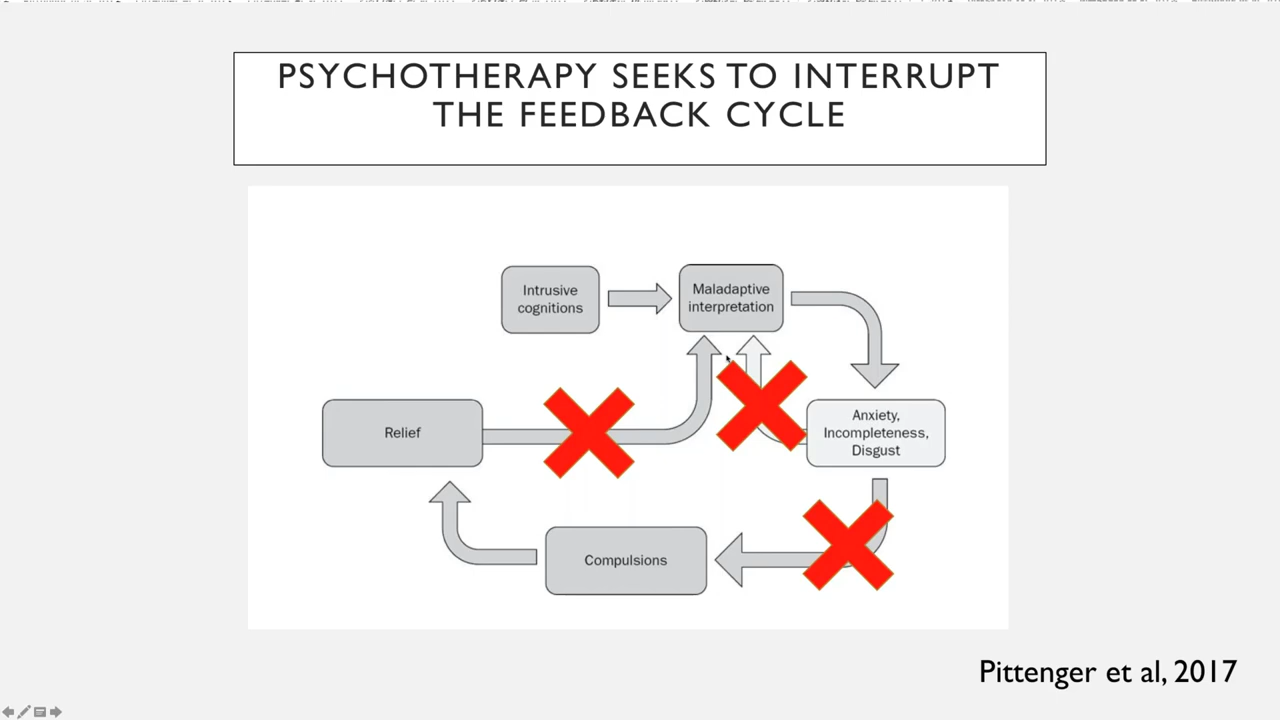 PSYCHOTHERAPY SEEKS TO INTERRUPT
THE FEEDBACK CYCLE
Intrusive
cognitions
Maladaptive
interpretation
Relief
Anxiety,
Incompleteness,
Disgust
Compulsions
Pittenger et al, 2017